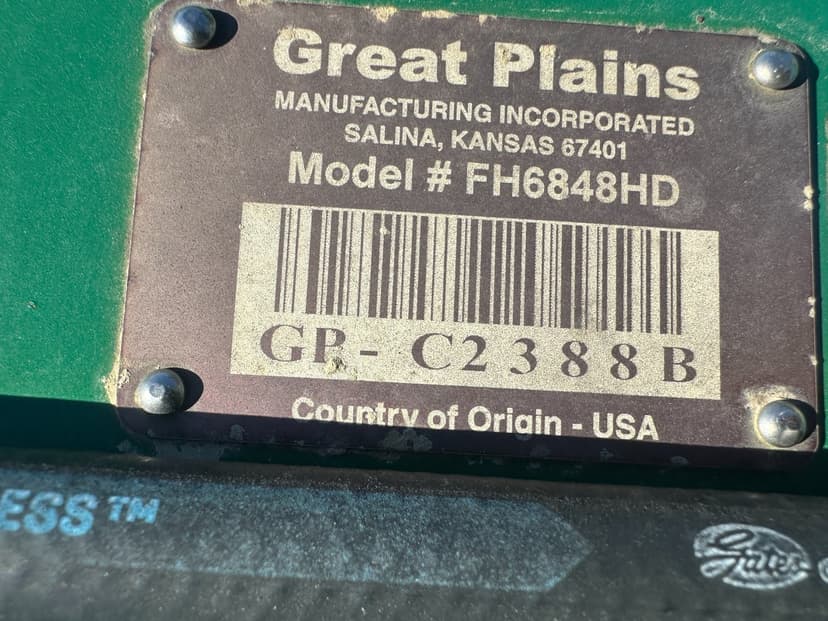 Great Plains
MANUFACTURING INCORPORATED
SALINA, KANSAS 67401
Model # FH6848HD
GP- C2388B
Country of Origin - USA
ESS™
Gates